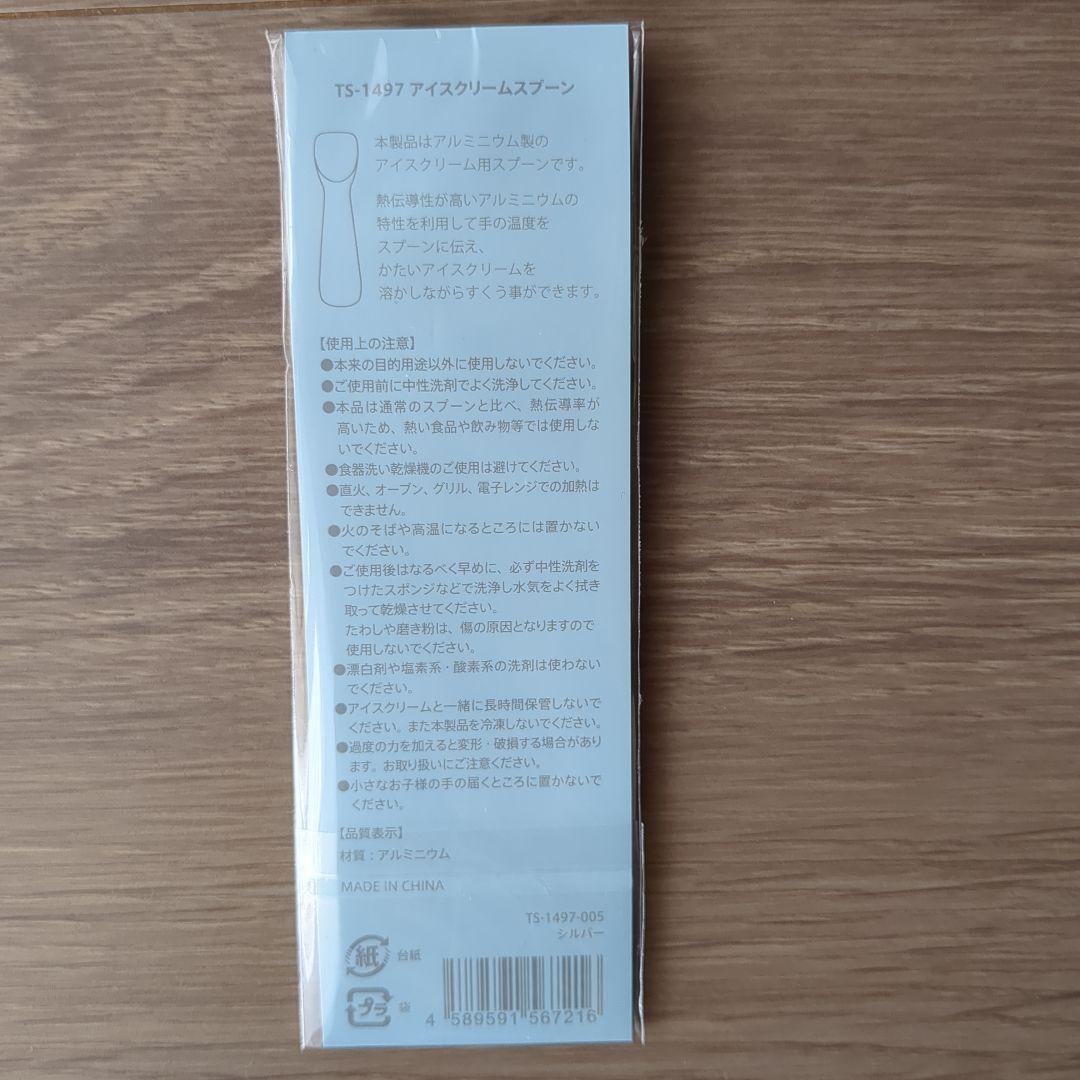 TS-1497 アイスクリームスプーン
本製品はアルミニウム製の
アイスクリーム用スプーンです。
熱伝導性が高いアルミニウムの
特性を利用して手の温度を
スプーンに伝え、
かたいアイスクリームを
溶かしながらすくう事ができます。
【使用上の注意】
●本来の目的用途以外に使用しないでください。
●ご使用前に中性洗剤でよく洗浄してください。
●本品は通常のスプーンと比べ、熱伝導率が
高いため、熱い食品や飲み物等では使用しな
いでください。
●食器洗い乾燥機のご使用は避けてください。
●直火、オーブン、グリル、電子レンジでの加熱は
できません。
●火のそばや高温になるところには置かない
でください。
●ご使用後はなるべく早めに、必ず中性洗剤を
つけたスポンジなどで洗浄し水気をよく拭き
取って乾燥させてください。
たわしや磨き粉は、傷の原因となりますので
使用しないでください。
●漂白剤や塩素系・酸素系の洗剤は使わない
でください。
●アイスクリームと一緒に長時間保管しないで
ください。また本製品を冷凍しないでください。
●過度の力を加えると変形・破損する場合があり
ます。お取り扱いにご注意ください。
●小さなお子様の手の届くところに置かないで
ください。
【品質表示】
材質：アルミニウム
MADE IN CHINA
TS-1497-005
シルバー
紙 台紙
プラ 袋
4 589591 567216